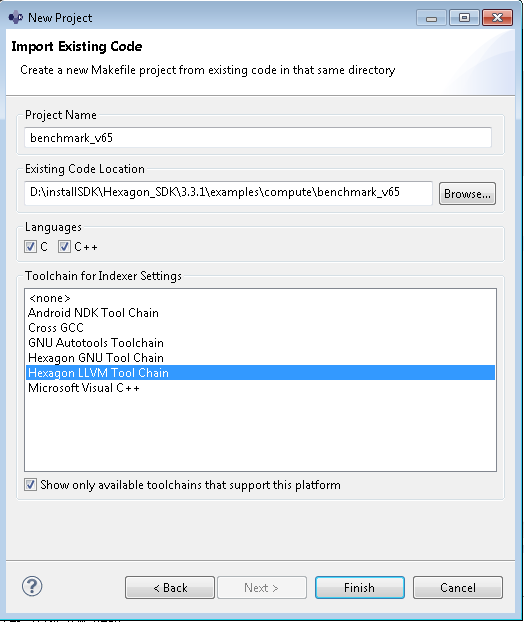 New Project
Import Existing Code
Create a new Makefile project from existing code in that same directory
Project Name
benchmark_v65
Existing Code Location
D:\installSDK\Hexagon_SDK\3.3.1\examples\compute\benchmark_v65
Browse...
Languages
C C++
Toolchain for Indexer Settings
<none>
Android NDK Tool Chain
Cross GCC
GNU Autotools Toolchain
Hexagon GNU Tool Chain
Hexagon LLVM Tool Chain
Microsoft Visual C++
Show only available toolchains that support this platform
? < Back Next > Finish Cancel